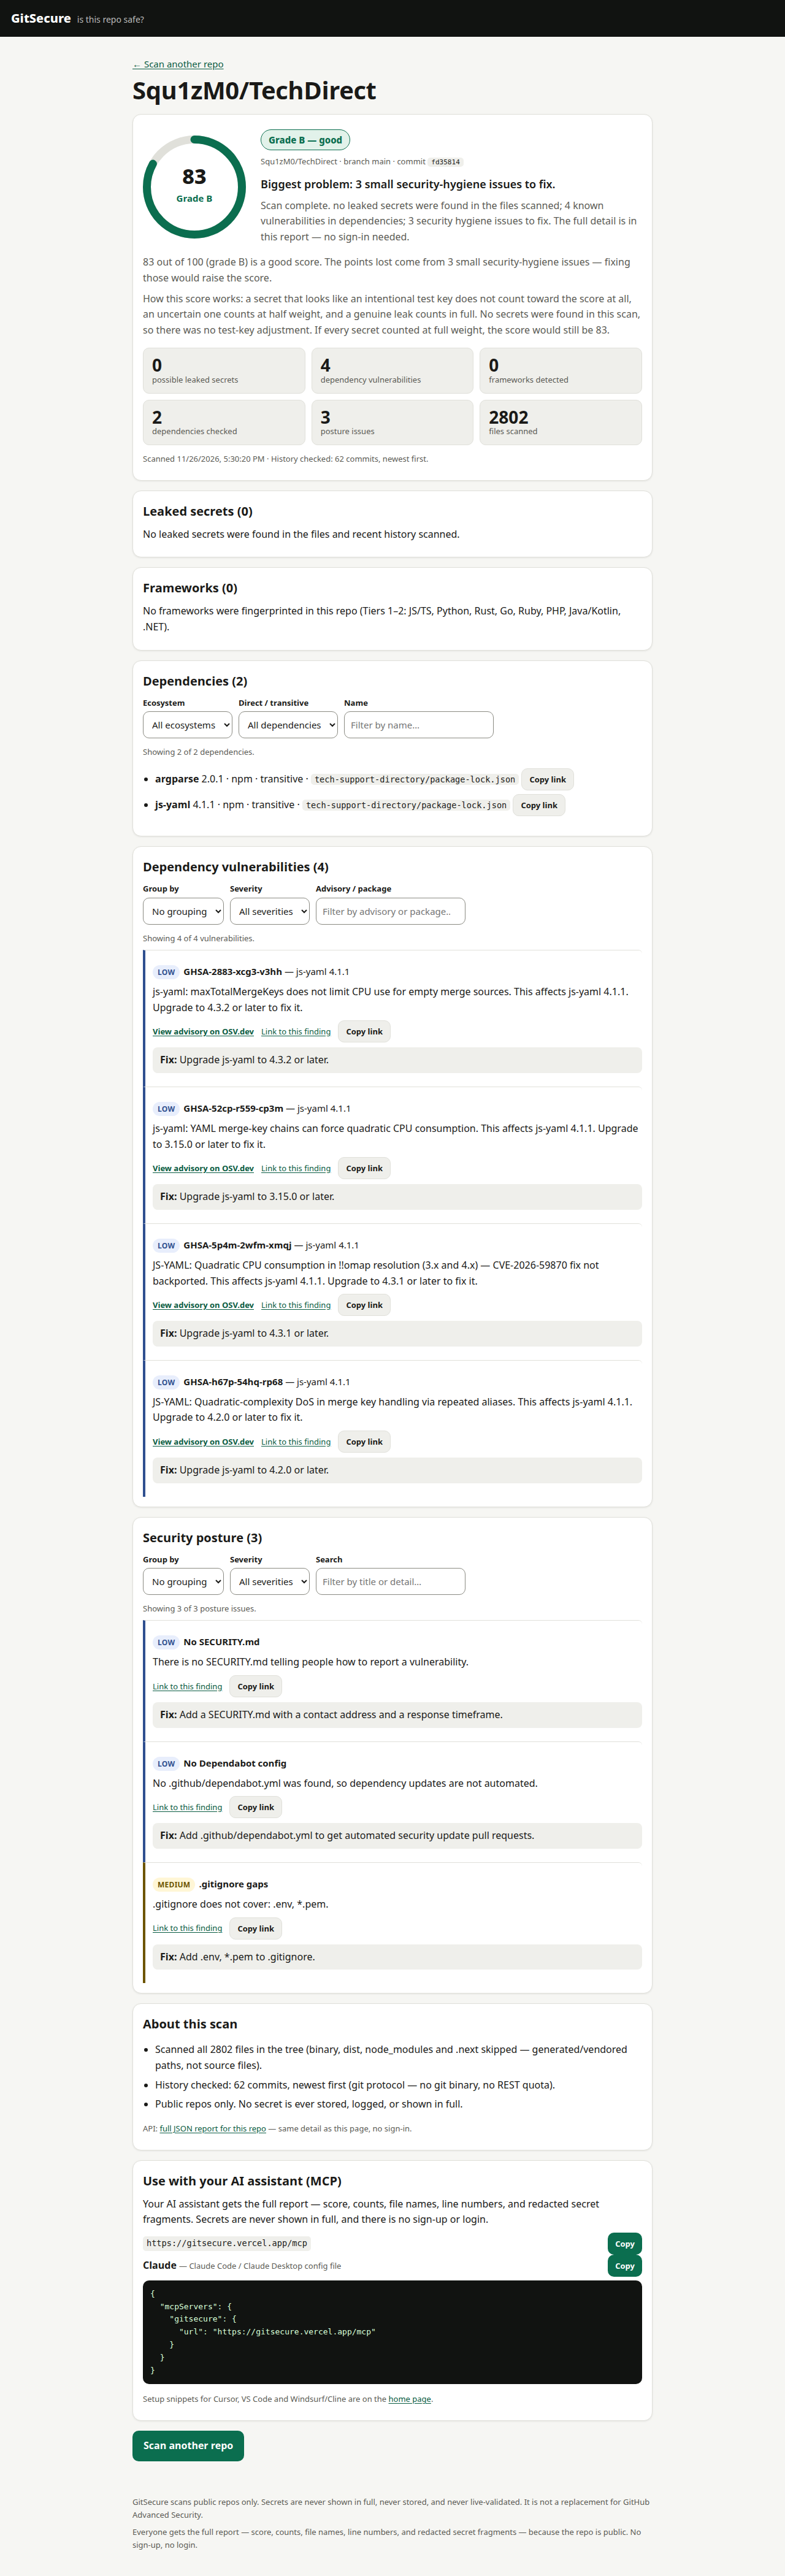 GitSecure is this repo safe?
← Scan another repo
Squ1zM0/TechDirect
83
Grade B
Grade B — good
Squ1zM0/TechDirect · branch main · commit fd35814
Biggest problem: 3 small security-hygiene issues to fix.
Scan complete. no leaked secrets were found in the files scanned; 4 known
vulnerabilities in dependencies; 3 security hygiene issues to fix. The full detail is in
this report — no sign-in needed.
83 out of 100 (grade B) is a good score. The points lost come from 3 small security-hygiene issues — fixing
those would raise the score.
How this score works: a secret that looks like an intentional test key does not count toward the score at all,
an uncertain one counts at half weight, and a genuine leak counts in full. No secrets were found in this scan,
so there was no test-key adjustment. If every secret counted at full weight, the score would still be 83.
0
possible leaked secrets
4
dependency vulnerabilities
0
frameworks detected
2
dependencies checked
3
posture issues
2802
files scanned
Scanned 11/26/2026, 5:30:20 PM · History checked: 62 commits, newest first.
Leaked secrets (0)
No leaked secrets were found in the files and recent history scanned.
Frameworks (0)
No frameworks were fingerprinted in this repo (Tiers 1–2: JS/TS, Python, Rust, Go, Ruby, PHP, Java/Kotlin,
.NET).
Dependencies (2)
Ecosystem Direct / transitive Name
All ecosystems All dependencies Filter by name...
Showing 2 of 2 dependencies.
• argparse 2.0.1 · npm · transitive · tech-support-directory/package-lock.json Copy link
• js-yaml 4.1.1 · npm · transitive · tech-support-directory/package-lock.json Copy link
Dependency vulnerabilities (4)
Group by Severity Advisory / package
No grouping All severities Filter by advisory or package..
Showing 4 of 4 vulnerabilities.
LOW GHSA-2883-xcg3-v3hh — js-yaml 4.1.1
js-yaml: maxTotalMergeKeys does not limit CPU use for empty merge sources. This affects js-yaml 4.1.1.
Upgrade to 4.3.2 or later to fix it.
View advisory on OSV.dev Link to this finding Copy link
Fix: Upgrade js-yaml to 4.3.2 or later.
LOW GHSA-52cp-r559-cp3m — js-yaml 4.1.1
js-yaml: YAML merge-key chains can force quadratic CPU consumption. This affects js-yaml 4.1.1. Upgrade
to 3.15.0 or later to fix it.
View advisory on OSV.dev Link to this finding Copy link
Fix: Upgrade js-yaml to 3.15.0 or later.
LOW GHSA-5p4m-2wfm-xmqj — js-yaml 4.1.1
JS-YAML: Quadratic CPU consumption in !!omap resolution (3.x and 4.x) — CVE-2026-59870 fix not
backported. This affects js-yaml 4.1.1. Upgrade to 4.3.1 or later to fix it.
View advisory on OSV.dev Link to this finding Copy link
Fix: Upgrade js-yaml to 4.3.1 or later.
LOW GHSA-h67p-54hq-rp68 — js-yaml 4.1.1
JS-YAML: Quadratic-complexity DoS in merge key handling via repeated aliases. This affects js-yaml 4.1.1.
Upgrade to 4.2.0 or later to fix it.
View advisory on OSV.dev Link to this finding Copy link
Fix: Upgrade js-yaml to 4.2.0 or later.
Security posture (3)
Group by Severity Search
No grouping All severities Filter by title or detail...
Showing 3 of 3 posture issues.
LOW No SECURITY.md
There is no SECURITY.md telling people how to report a vulnerability.
Link to this finding Copy link
Fix: Add a SECURITY.md with a contact address and a response timeframe.
LOW No Dependabot config
No .github/dependabot.yml was found, so dependency updates are not automated.
Link to this finding Copy link
Fix: Add .github/dependabot.yml to get automated security update pull requests.
MEDIUM .gitignore gaps
.gitignore does not cover: .env, *.pem.
Link to this finding Copy link
Fix: Add .env, *.pem to .gitignore.
About this scan
• Scanned all 2802 files in the tree (binary, dist, node_modules and .next skipped — generated/vendored
paths, not source files).
• History checked: 62 commits, newest first (git protocol — no git binary, no REST quota).
• Public repos only. No secret is ever stored, logged, or shown in full.
API: full JSON report for this repo — same detail as this page, no sign-in.
Use with your AI assistant (MCP)
Your AI assistant gets the full report — score, counts, file names, line numbers, and redacted secret
fragments. Secrets are never shown in full, and there is no sign-up or login.
https://gitsecure.vercel.app/mcp Copy
Claude — Claude Code / Claude Desktop config file Copy
{
"mcpServers": {
"gitsecure": {
"url": "https://gitsecure.vercel.app/mcp"
}
}
}
Setup snippets for Cursor, VS Code and Windsurf/Cline are on the home page.
Scan another repo
GitSecure scans public repos only. Secrets are never shown in full, never stored, and never live-validated. It is not a replacement for GitHub
Advanced Security.
Everyone gets the full report — score, counts, file names, line numbers, and redacted secret fragments — because the repo is public. No
sign-up, no login.